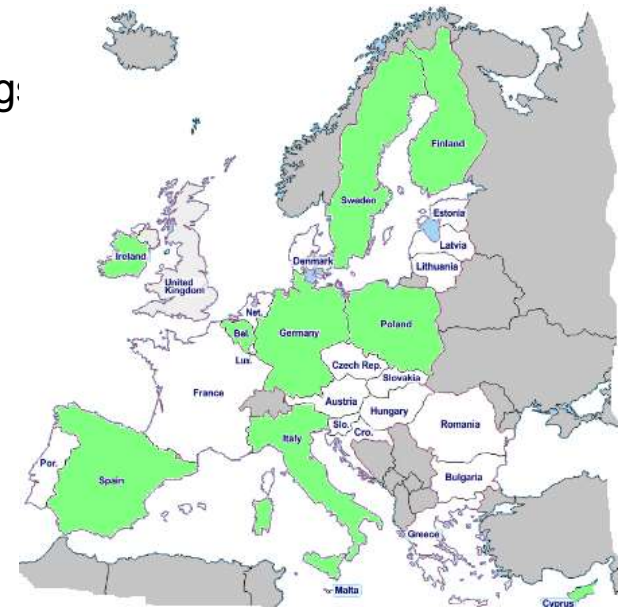 gs
Finland
Sweden
Estonia
Latvia
Lithuania
Denmark
Ireland
United
Kingdom
Net.
Bel.
Germany
Poland
Lux.
Czech Rep.
Slovakia
France
Austria
Hungary
Slo.
Cro.
Romania
Italy
Por.
Spain
Bulgaria
Greece
Malta
Cyprus